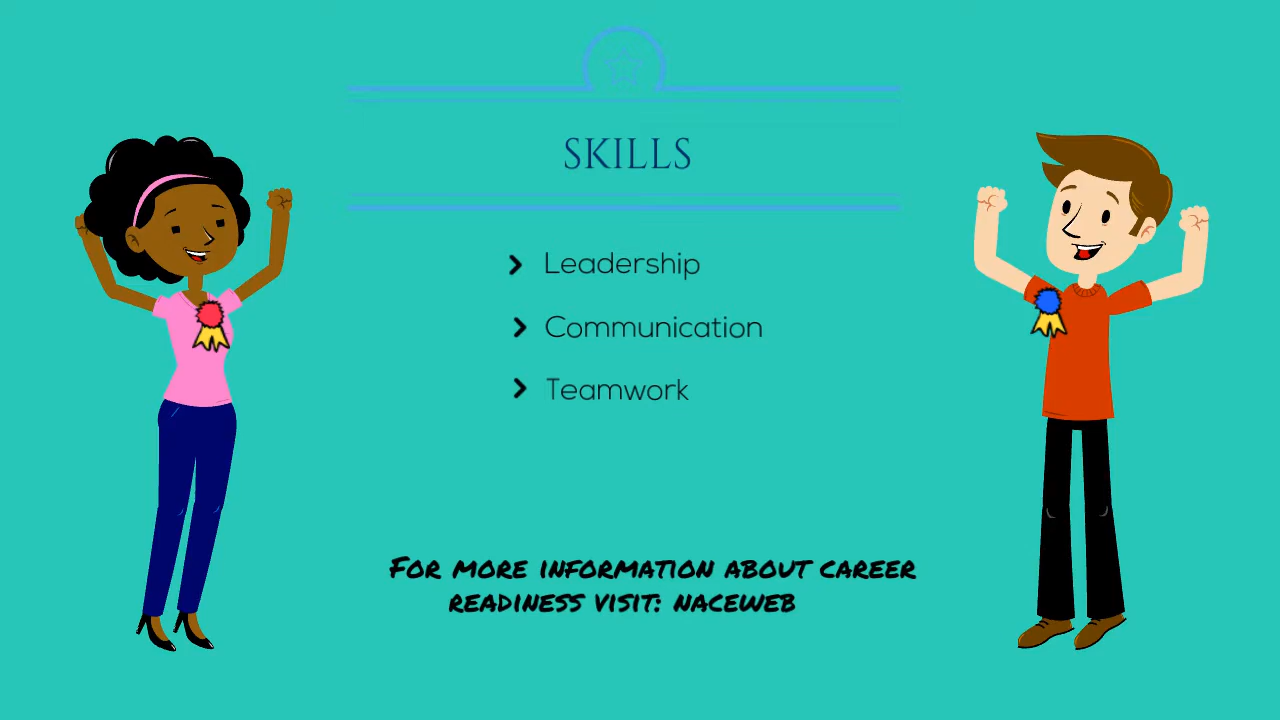 SKILLS
Leadership
Communication
Teamwork
FOR MORE INFORMATION ABOUT CAREER
READINESS VISIT: NACEWEB